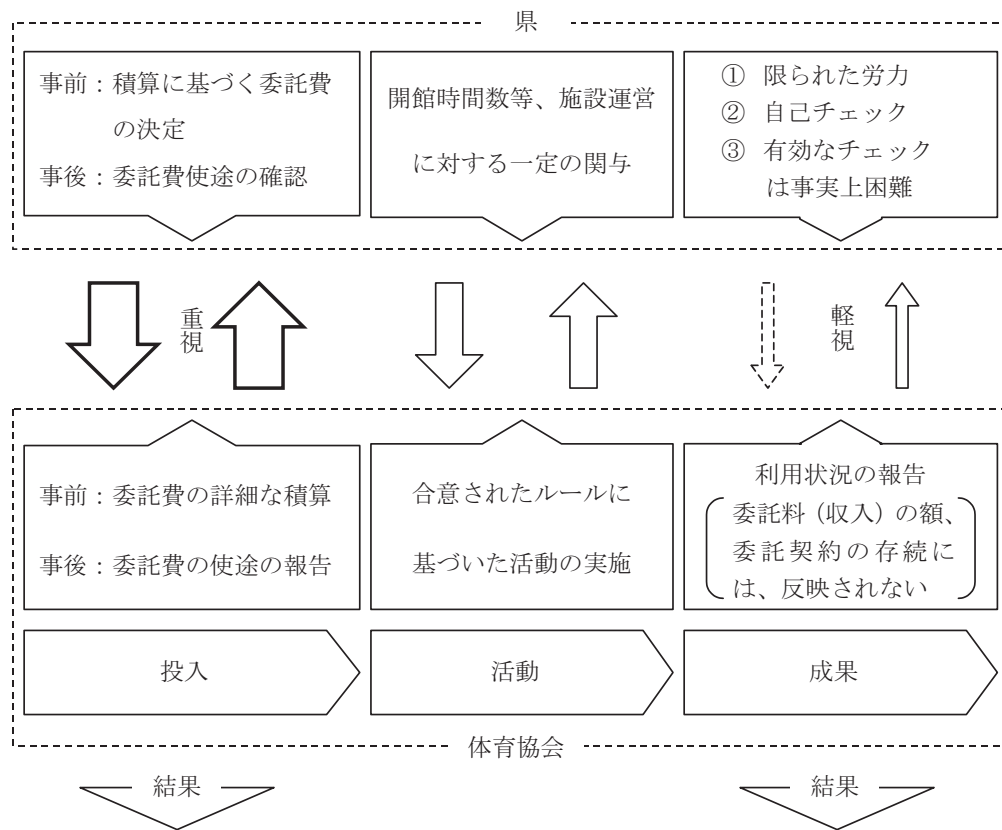 県
事前：積算に基づく委託費
の決定
事後：委託費使途の確認
開館時間数等、施設運営
に対する一定の関与
① 限られた労力
② 自己チェック
③ 有効なチェック
は事実上困難
重視
軽視
事前：委託費の詳細な積算
事後：委託費の使途の報告
合意されたルールに
基づいた活動の実施
利用状況の報告
委託料（収入）の額、
委託契約の存続に
は、反映されない
投入
活動
成果
体育協会
結果
結果